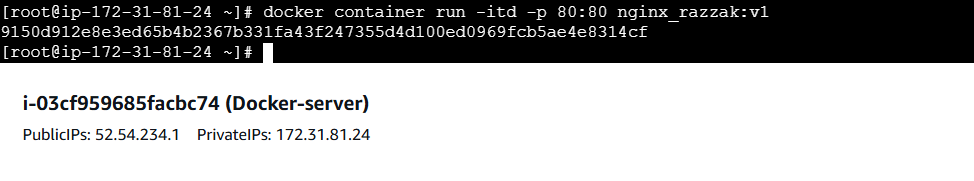 [root@ip-172-31-81-24 ~]# docker container run -itd -p 80:80 nginx_razzak:v1
9150d912e8e3ed65b4b2367b331fa43f247355d4d100ed0969fcb5ae4e8314cf
[root@ip-172-31-81-24 ~]#
i-03cf959685facbc74 (Docker-server)
PublicIPs: 52.54.234.1 PrivateIPs: 172.31.81.24